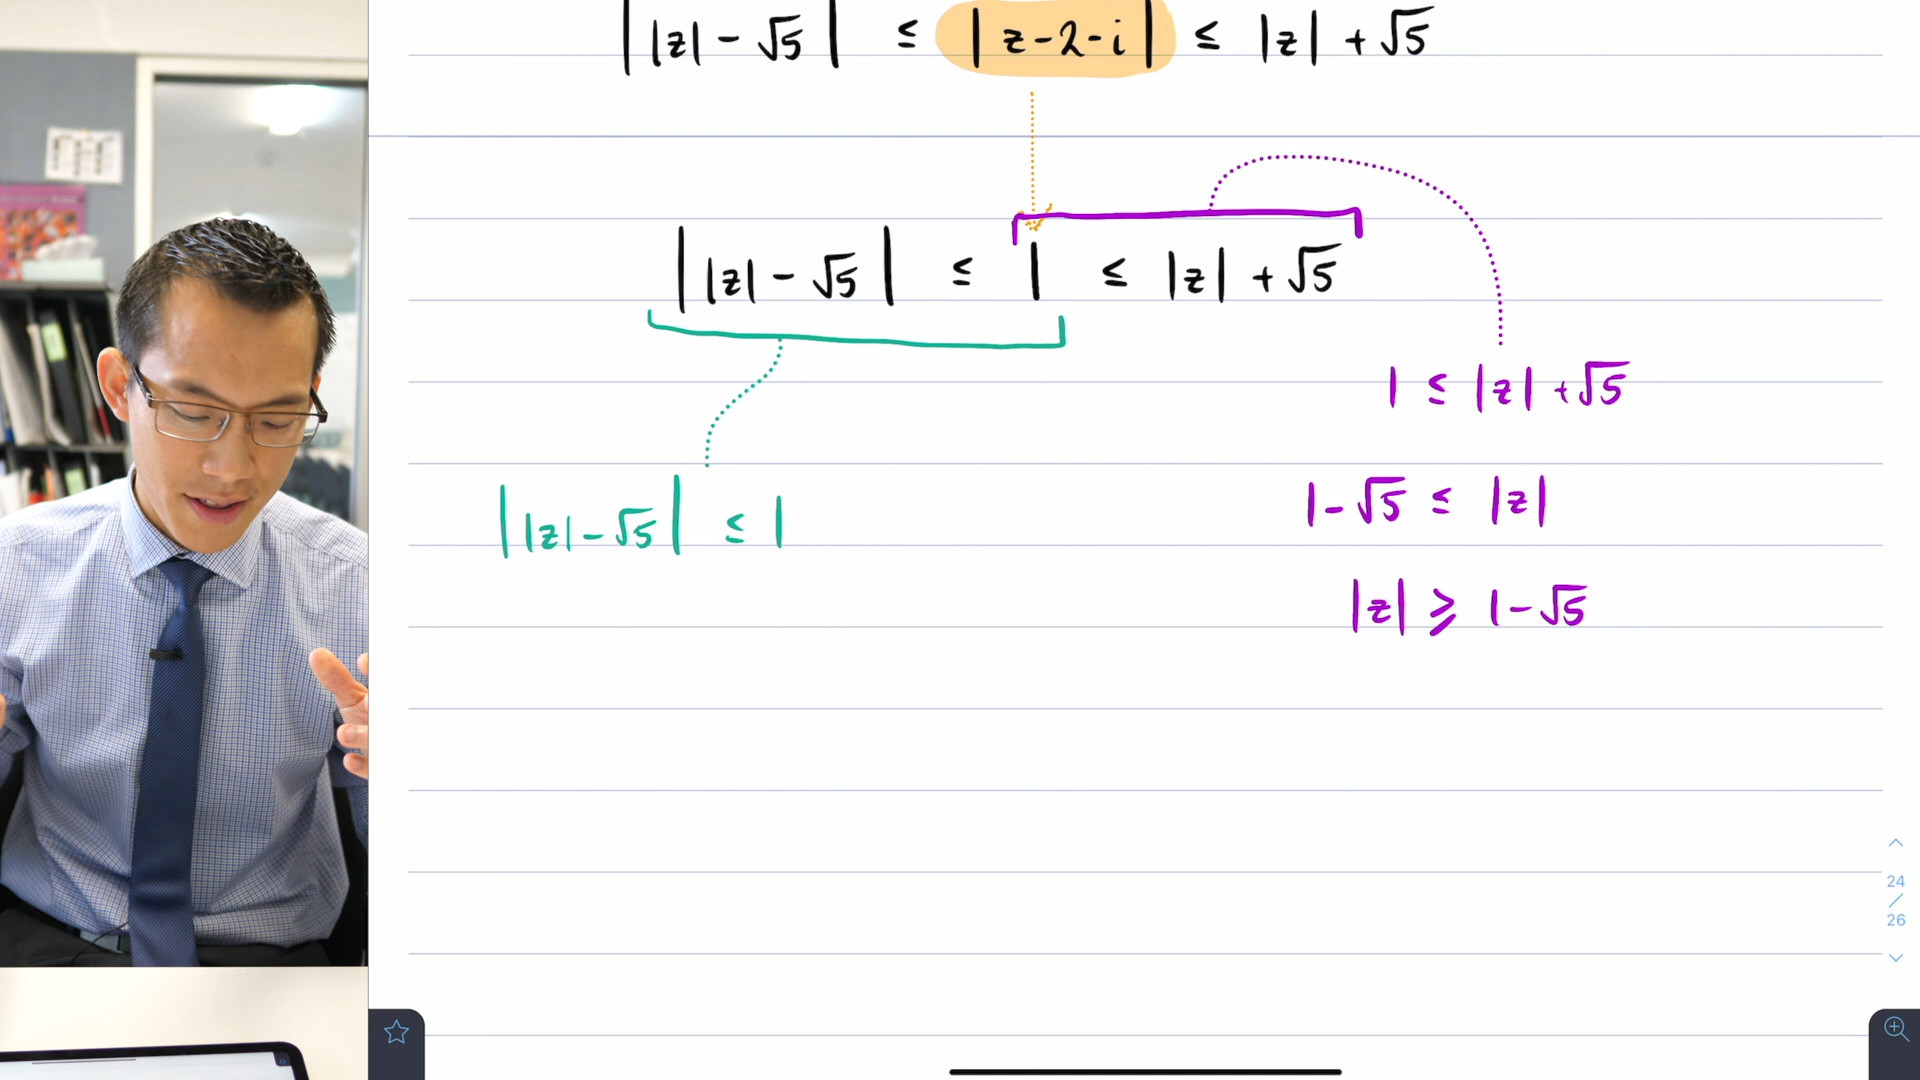 ||z| - √5| ≤ |z-2-i| ≤ |z| + √5
||z| - √5| ≤ 1 ≤ |z| + √5
1 ≤ |z| + √5
||z| - √5| ≤ 1
1 - √5 ≤ |z|
|z| ⩾ 1 - √5
24
/
26